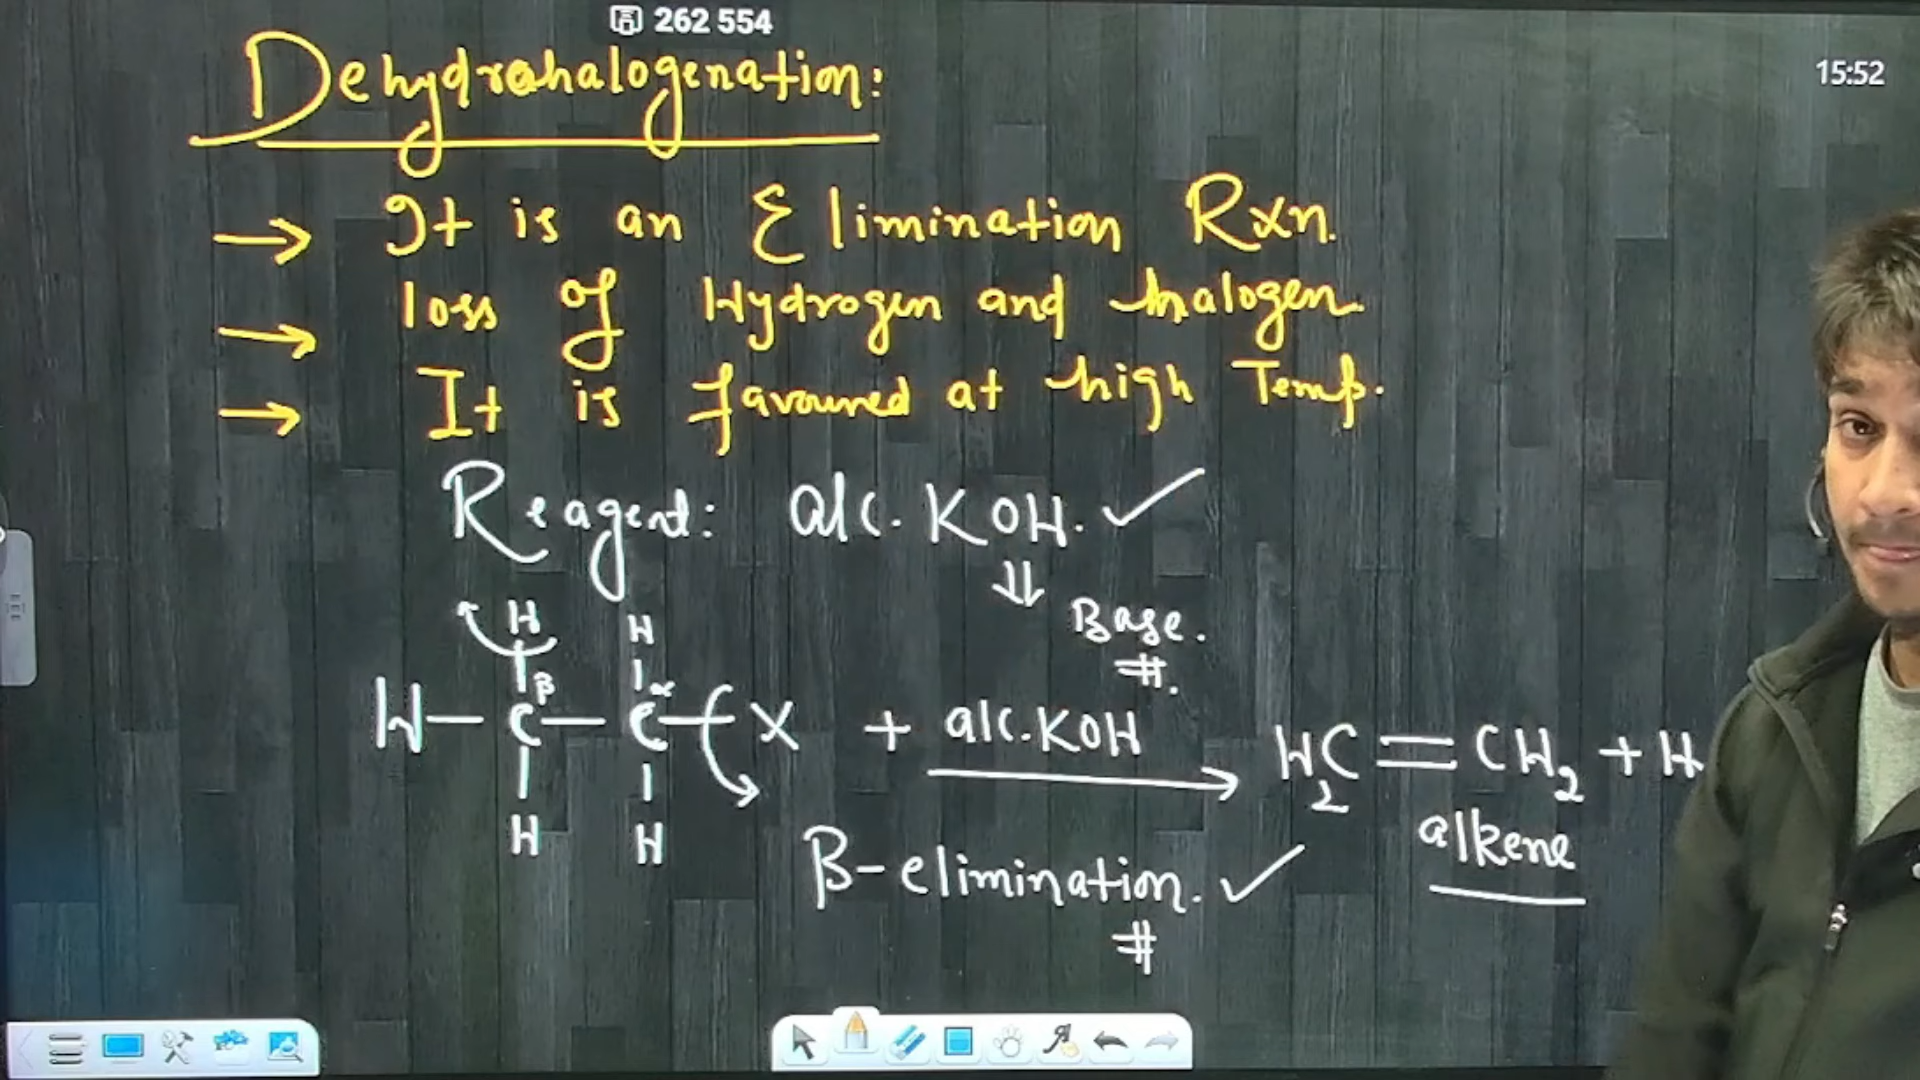 262 554
15:52
Dehydrohalogenation:
→ It is an Elimination Rxn.
→ loss of Hydrogen and halogen.
→ It is favoured at high Temp.
Reagent: alc. KOH. ✓
⇓
Base.
#.
H H
β α
H — C — C — X + alc. KOH → H₂C = CH₂ + H
H H
alkene
β-elimination. ✓
#